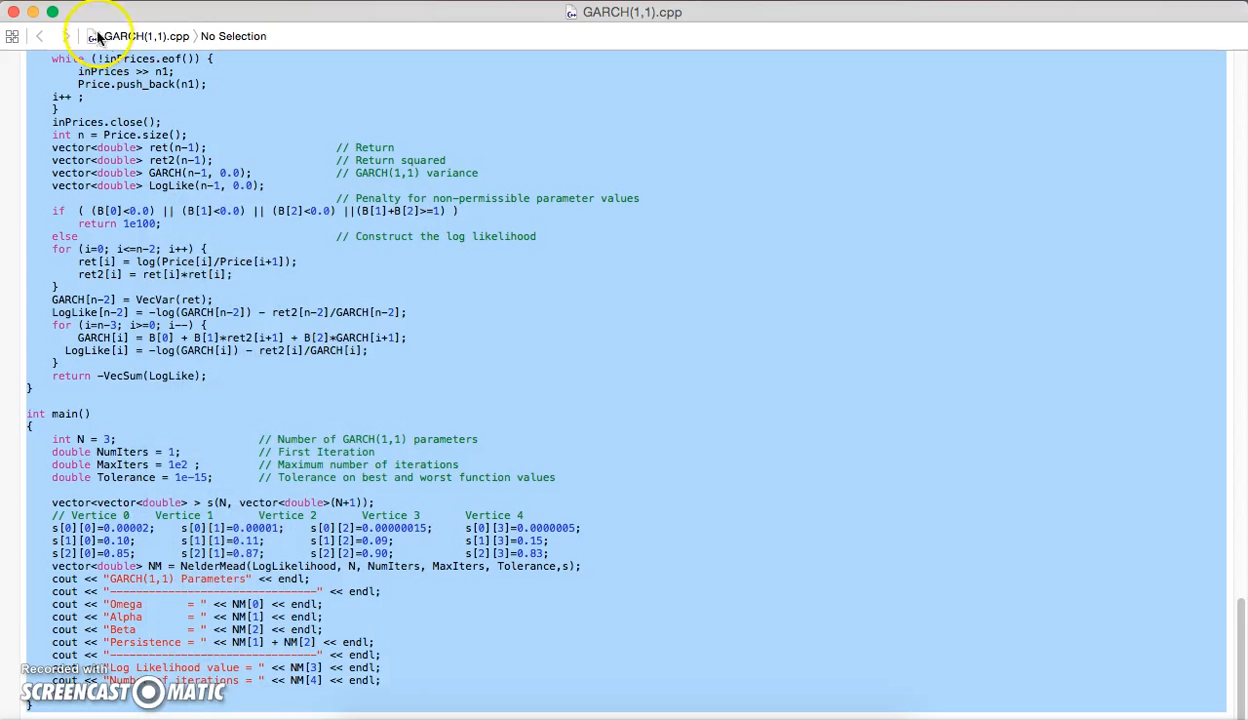 GARCH(1,1).cpp
GARCH(1,1).cpp 〉No Selection
while (!inPrices.eof()) {
inPrices >> n1;
Price.push_back(n1);
i++ ;
}
inPrices.close();
int n = Price.size();
vector<double> ret(n-1); // Return
vector<double> ret2(n-1); // Return squared
vector<double> GARCH(n-1, 0.0); // GARCH(1,1) variance
vector<double> LogLike(n-1, 0.0);
// Penalty for non-permissible parameter values
if ( (B[0]<0.0) || (B[1]<0.0) || (B[2]<0.0) ||(B[1]+B[2]>=1) )
return 1e100;
else // Construct the log likelihood
for (i=0; i<=n-2; i++) {
ret[i] = log(Price[i]/Price[i+1]);
ret2[i] = ret[i]*ret[i];
}
GARCH[n-2] = VecVar(ret);
LogLike[n-2] = -log(GARCH[n-2]) - ret2[n-2]/GARCH[n-2];
for (i=n-3; i>=0; i--) {
GARCH[i] = B[0] + B[1]*ret2[i+1] + B[2]*GARCH[i+1];
LogLike[i] = -log(GARCH[i]) - ret2[i]/GARCH[i];
}
return -VecSum(LogLike);
}
int main()
{
int N = 3; // Number of GARCH(1,1) parameters
double NumIters = 1; // First Iteration
double MaxIters = 1e2 ; // Maximum number of iterations
double Tolerance = 1e-15; // Tolerance on best and worst function values
vector<vector<double> > s(N, vector<double>(N+1));
// Vertice 0 Vertice 1 Vertice 2 Vertice 3 Vertice 4
s[0][0]=0.00002; s[0][1]=0.00001; s[0][2]=0.00000015; s[0][3]=0.0000005;
s[1][0]=0.10; s[1][1]=0.11; s[1][2]=0.09; s[1][3]=0.15;
s[2][0]=0.85; s[2][1]=0.87; s[2][2]=0.90; s[2][3]=0.83;
vector<double> NM = NelderMead(LogLikelihood, N, NumIters, MaxIters, Tolerance,s);
cout << "GARCH(1,1) Parameters" << endl;
cout << "--------------------------------" << endl;
cout << "Omega = " << NM[0] << endl;
cout << "Alpha = " << NM[1] << endl;
cout << "Beta = " << NM[2] << endl;
cout << "Persistence = " << NM[1] + NM[2] << endl;
cout << "--------------------------------" << endl;
"Log Likelihood value = " << NM[3] << endl;
iterations = " << NM[4] << endl;
}
Recorded with
SCREENCAST MATIC